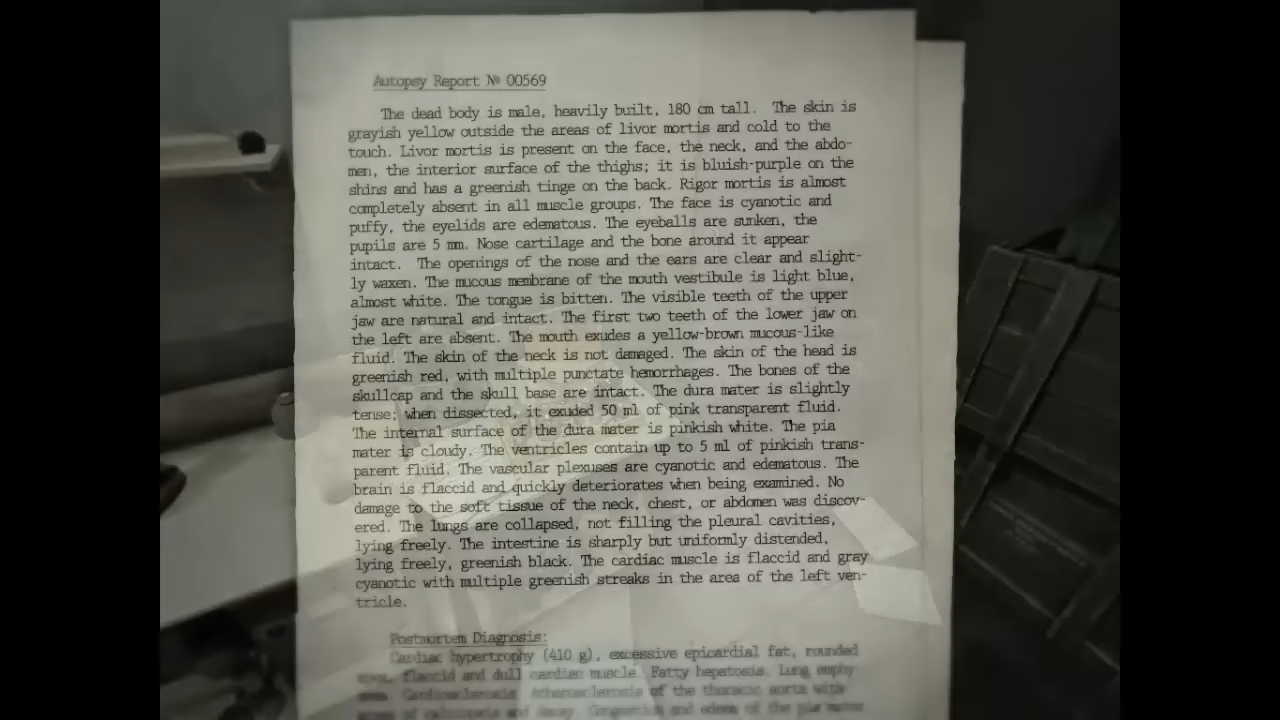 Autopsy Report № 00569
The dead body is male, heavily built, 180 cm tall. The skin is
grayish yellow outside the areas of livor mortis and cold to the
touch. Livor mortis is present on the face, the neck, and the abdo-
men, the interior surface of the thighs; it is bluish-purple on the
shins and has a greenish tinge on the back. Rigor mortis is almost
completely absent in all muscle groups. The face is cyanotic and
puffy, the eyelids are edematous. The eyeballs are sunken, the
pupils are 5 mm. Nose cartilage and the bone around it appear
intact. The openings of the nose and the ears are clear and slight-
ly waxen. The mucous membrane of the mouth vestibule is light blue,
almost white. The tongue is bitten. The visible teeth of the upper
jaw are natural and intact. The first two teeth of the lower jaw on
the left are absent. The mouth exudes a yellow-brown mucous-like
fluid. The skin of the neck is not damaged. The skin of the head is
greenish red, with multiple punctate hemorrhages. The bones of the
skullcap and the skull base are intact. The dura mater is slightly
tense; when dissected, it exuded 50 ml of pink transparent fluid.
The internal surface of the dura mater is pinkish white. The pia
mater is cloudy. The ventricles contain up to 5 ml of pinkish trans-
parent fluid. The vascular plexuses are cyanotic and edematous. The
brain is flaccid and quickly deteriorates when being examined. No
damage to the soft tissue of the neck, chest, or abdomen was discov-
ered. The lungs are collapsed, not filling the pleural cavities,
lying freely. The intestine is sharply but uniformly distended,
lying freely, greenish black. The cardiac muscle is flaccid and gray
cyanotic with multiple greenish streaks in the area of the left ven-
tricle.
Postmortem Diagnosis:
Cardiac hypertrophy (410 g), excessive epicardial fat, rounded
flaccid and dull cardiac muscle. Fatty hepatosis. Lung emphy-
Cardiosclerosis. Atherosclerosis of the thoracic aorta with
areas of calcinosis and decay. Congestion and edema of the pia mater